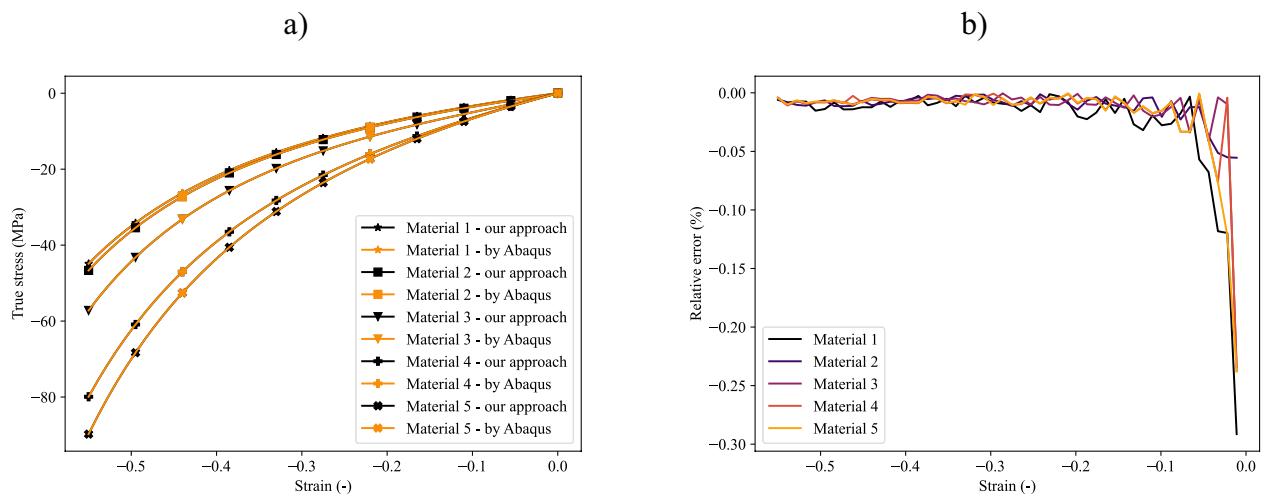 a)
b)
True stress (MPa)
0
−20
−40
−60
−80
−0.5
−0.4
−0.3
−0.2
−0.1
0.0
Strain (-)
Material 1 - our approach
Material 1 - by Abaqus
Material 2 - our approach
Material 2 - by Abaqus
Material 3 - our approach
Material 3 - by Abaqus
Material 4 - our approach
Material 4 - by Abaqus
Material 5 - our approach
Material 5 - by Abaqus
Relative error (%)
0.00
−0.05
−0.10
−0.15
−0.20
−0.25
−0.30
−0.5
−0.4
−0.3
−0.2
−0.1
0.0
Strain (-)
Material 1
Material 2
Material 3
Material 4
Material 5